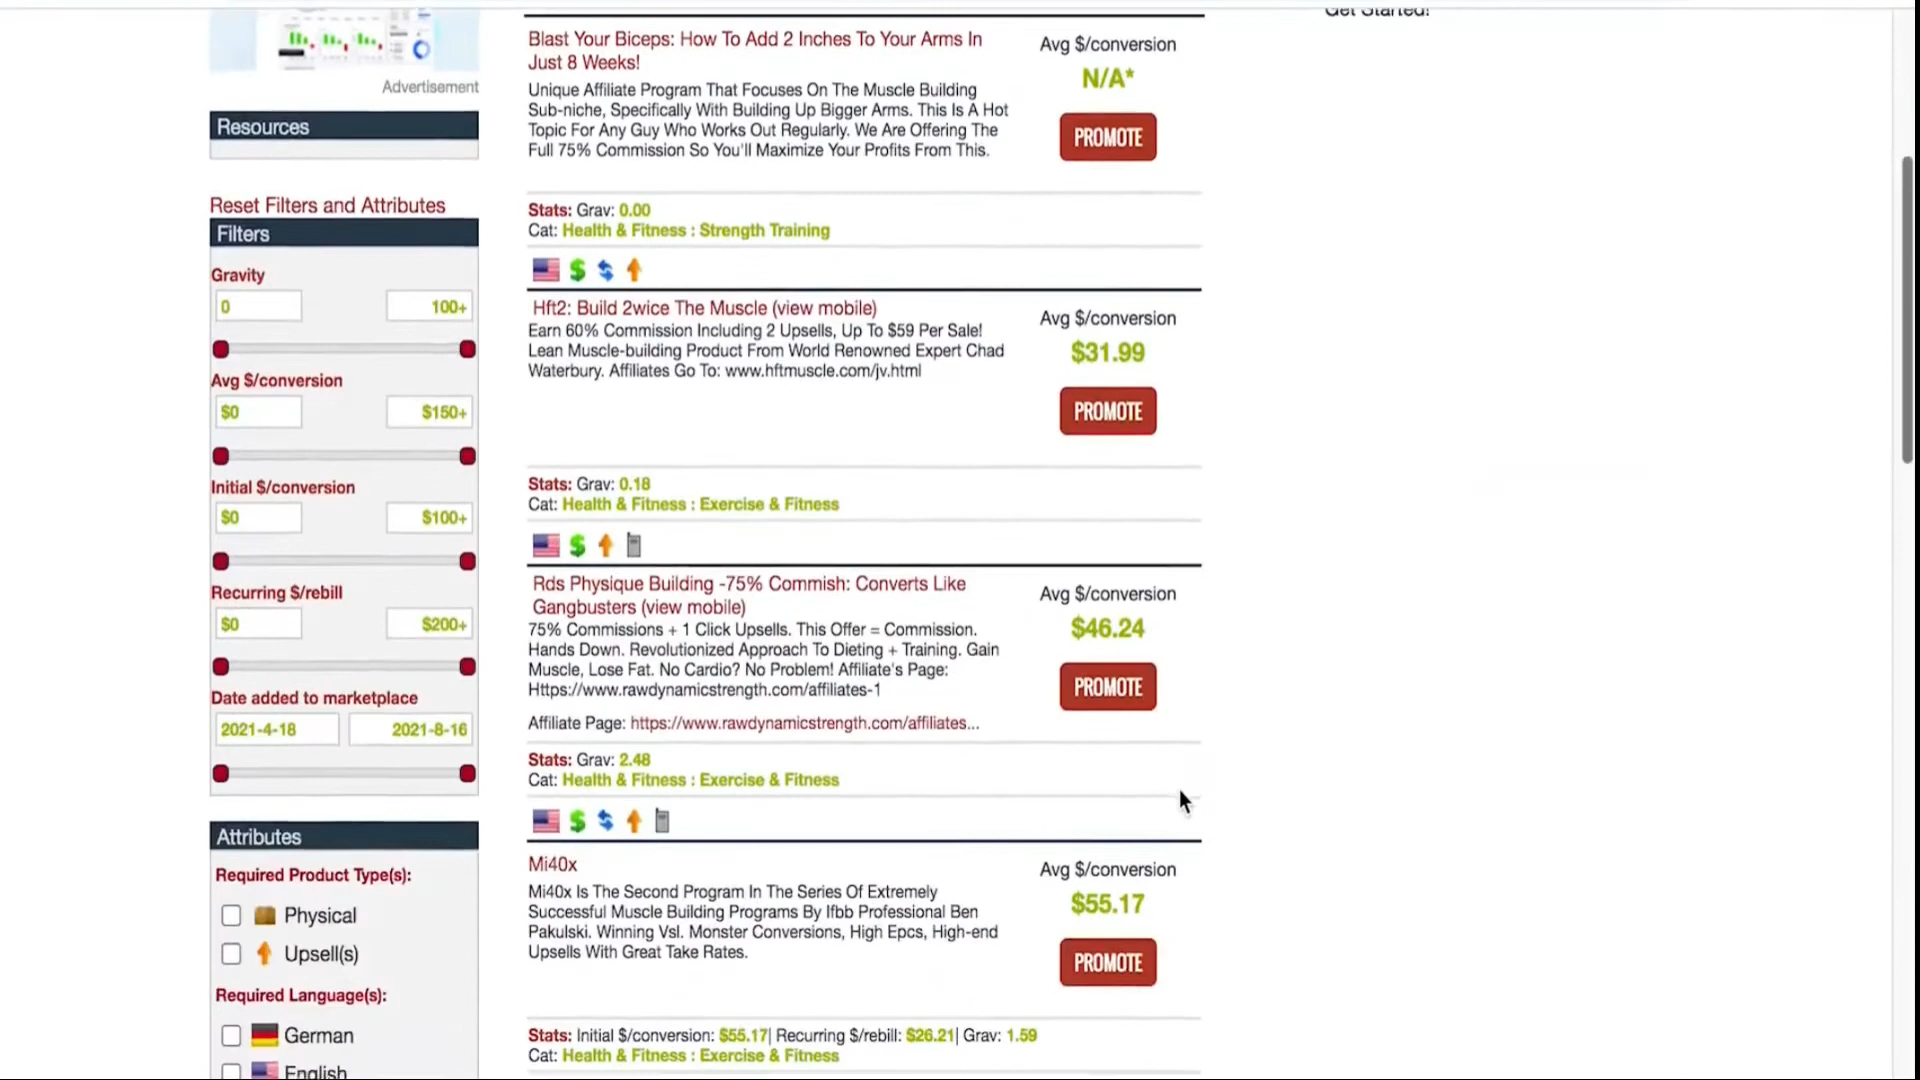 Get Started!
Advertisement
Resources
Reset Filters and Attributes
Filters
Gravity
0
100+
Avg $/conversion
$0
$150+
Initial $/conversion
$0
$100+
Recurring $/rebill
$0
$200+
Date added to marketplace
2021-4-18
2021-8-16
Attributes
Required Product Type(s):
Physical
Upsell(s)
Required Language(s):
German
English
Blast Your Biceps: How To Add 2 Inches To Your Arms In
Just 8 Weeks!
Unique Affiliate Program That Focuses On The Muscle Building
Sub-niche, Specifically With Building Up Bigger Arms. This Is A Hot
Topic For Any Guy Who Works Out Regularly. We Are Offering The
Full 75% Commission So You'll Maximize Your Profits From This.
Avg $/conversion
N/A*
PROMOTE
Stats: Grav: 0.00
Cat: Health & Fitness : Strength Training
Hft2: Build 2wice The Muscle (view mobile)
Earn 60% Commission Including 2 Upsells, Up To $59 Per Sale!
Lean Muscle-building Product From World Renowned Expert Chad
Waterbury. Affiliates Go To: www.hftmuscle.com/jv.html
Avg $/conversion
$31.99
PROMOTE
Stats: Grav: 0.18
Cat: Health & Fitness : Exercise & Fitness
Rds Physique Building -75% Commish: Converts Like
Gangbusters (view mobile)
75% Commissions + 1 Click Upsells. This Offer = Commission.
Hands Down. Revolutionized Approach To Dieting + Training. Gain
Muscle, Lose Fat. No Cardio? No Problem! Affiliate's Page:
Https://www.rawdynamicstrength.com/affiliates-1
Affiliate Page: https://www.rawdynamicstrength.com/affiliates...
Avg $/conversion
$46.24
PROMOTE
Stats: Grav: 2.48
Cat: Health & Fitness : Exercise & Fitness
Mi40x
Mi40x Is The Second Program In The Series Of Extremely
Successful Muscle Building Programs By Ifbb Professional Ben
Pakulski. Winning Vsl. Monster Conversions, High Epcs, High-end
Upsells With Great Take Rates.
Avg $/conversion
$55.17
PROMOTE
Stats: Initial $/conversion: $55.17| Recurring $/rebill: $26.21| Grav: 1.59
Cat: Health & Fitness : Exercise & Fitness